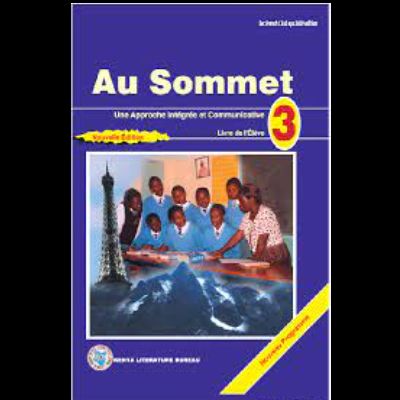 Au Sommet
Une Approche Intégrée et Communicative
Livre de l'Élève
3
Nouvelle Édition
Nouveau Programme
KENYA LITERATURE BUREAU